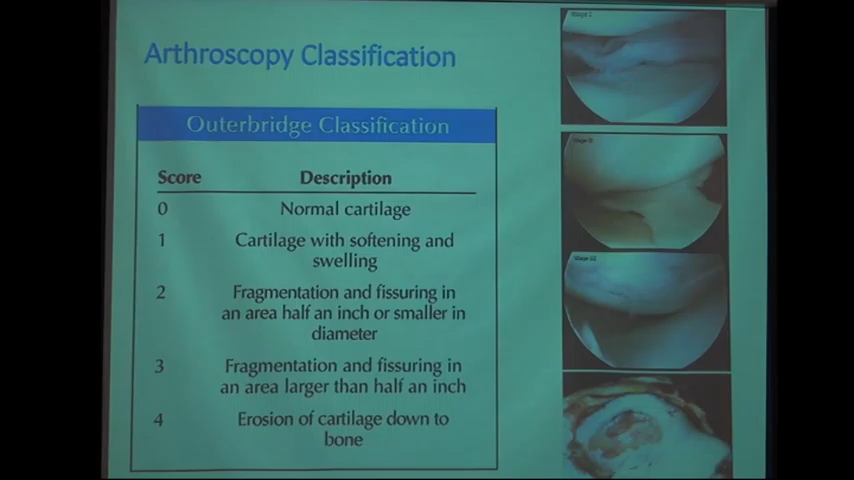 Arthroscopy Classification
Outerbridge Classification
Score Description
0 Normal cartilage
1 Cartilage with softening and
swelling
2 Fragmentation and fissuring in
an area half an inch or smaller in
diameter
3 Fragmentation and fissuring in
an area larger than half an inch
4 Erosion of cartilage down to
bone